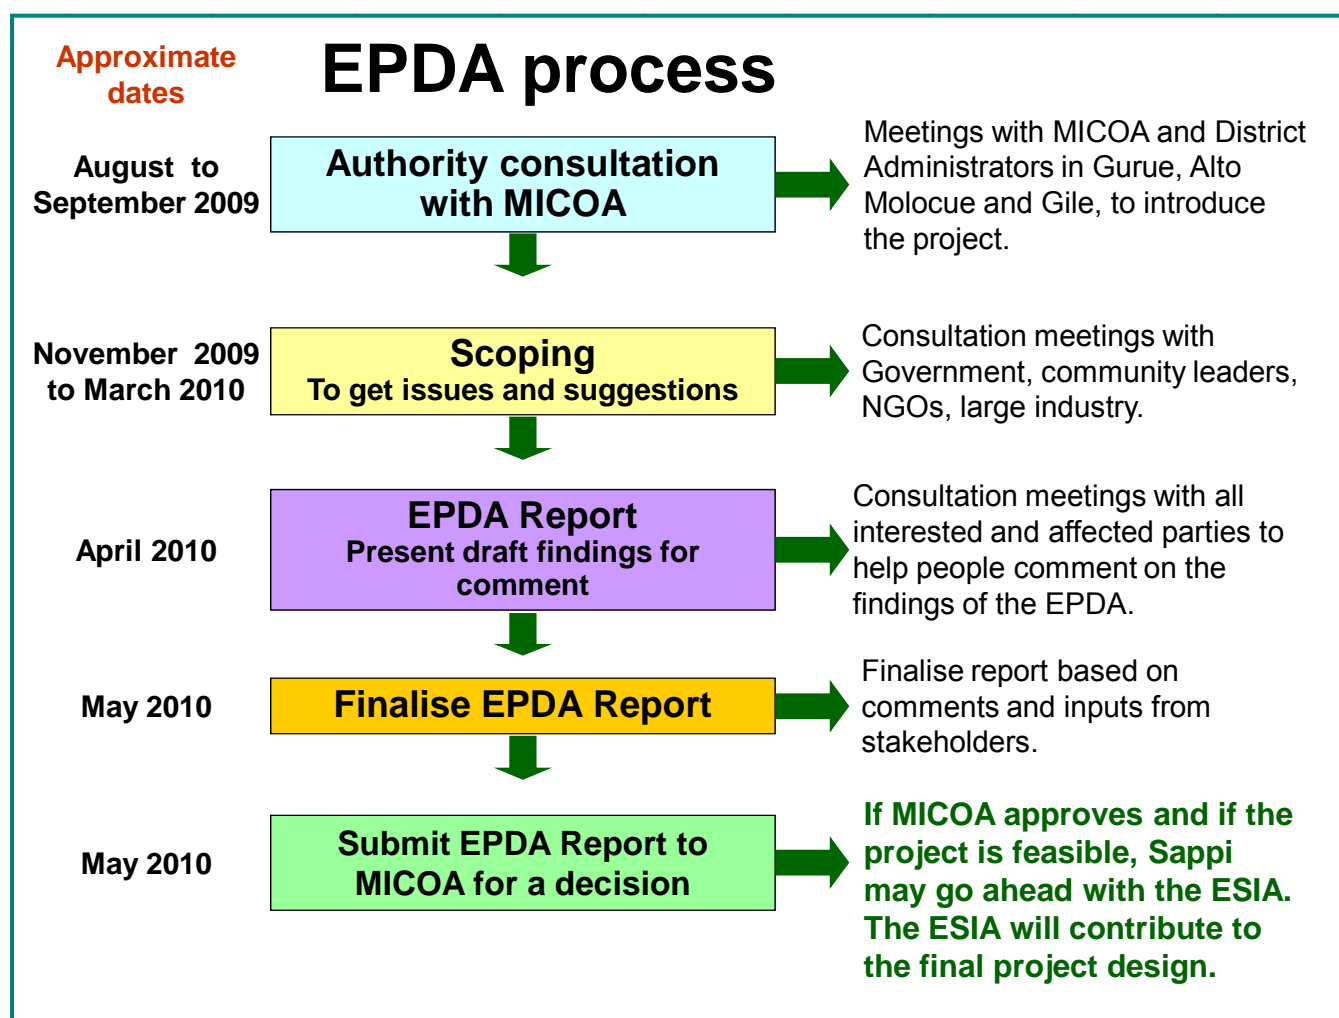 Approximate
dates
EPDA process
August to
September 2009
Authority consultation
with MICOA
Meetings with MICOA and District
Administrators in Gurue, Alto
Molocue and Gile, to introduce
the project.
November 2009
to March 2010
Scoping
To get issues and suggestions
Consultation meetings with
Government, community leaders,
NGOs, large industry.
April 2010
EPDA Report
Present draft findings for
comment
Consultation meetings with all
interested and affected parties to
help people comment on the
findings of the EPDA.
May 2010
Finalise EPDA Report
Finalise report based on
comments and inputs from
stakeholders.
May 2010
Submit EPDA Report to
MICOA for a decision
If MICOA approves and if the
project is feasible, Sappi
may go ahead with the ESIA.
The ESIA will contribute to
the final project design.